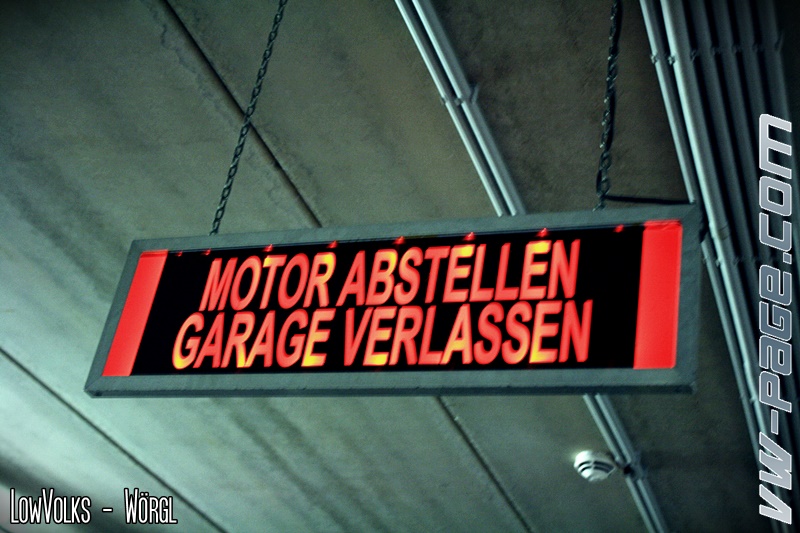 MOTOR ABSTELLEN
GARAGE VERLASSEN
vw-page.com
LowVolks - Wörgl